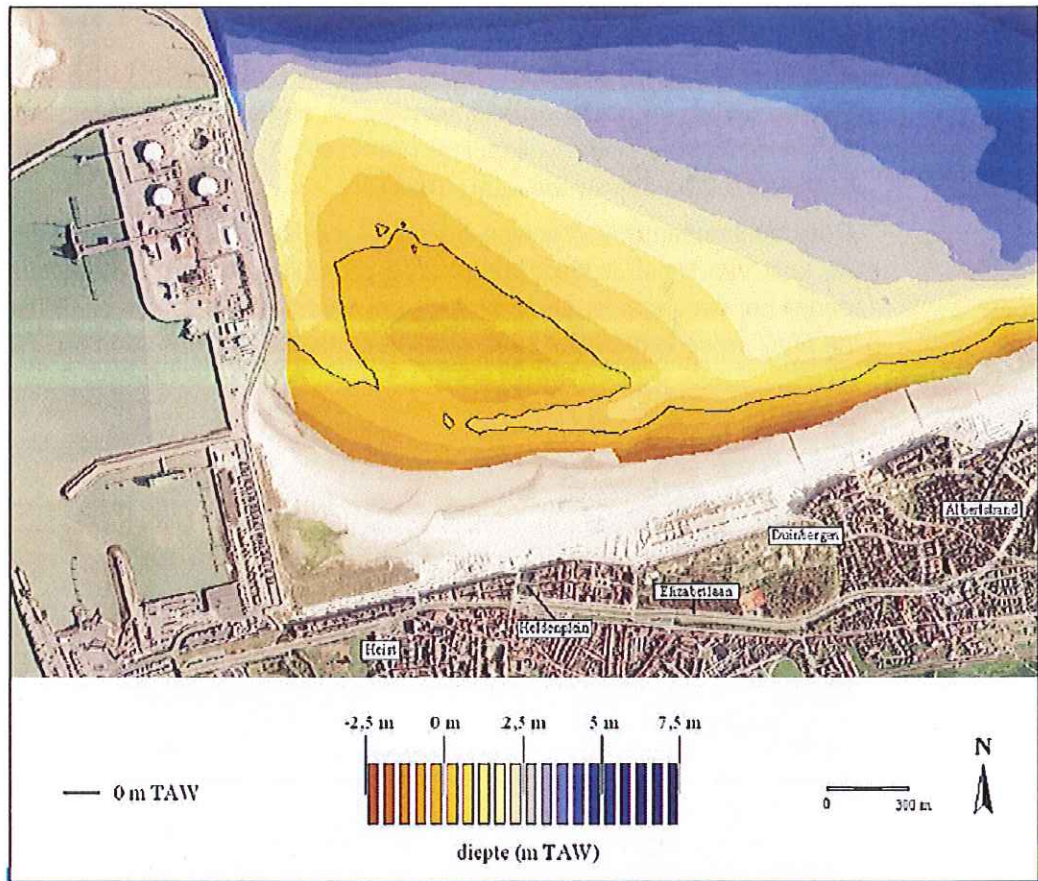 Albertstrand
Duinbergen
Elizabetlaan
Heldenplein
Heist
-2,5 m 0 m 2,5 m 5 m 7,5 m
0 m TAW
N
0 300 m
diepte (m TAW)